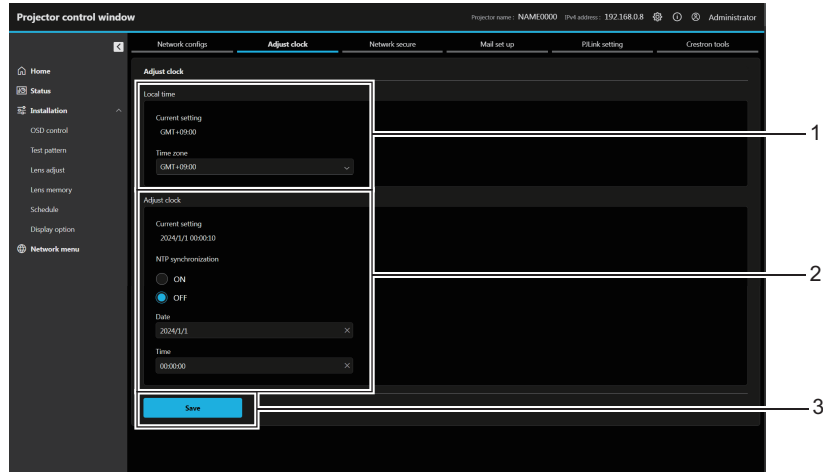 Projector control window
Projector name : NAME0000 IPv4 address : 192.168.0.8 Administrator
Network configs Adjust clock Network secure Mail set up PJLink setting Crestron tools
Home
Status
Installation
OSD control
Test pattern
Lens adjust
Lens memory
Schedule
Display option
Network menu
Adjust clock
Local time
Current setting
GMT+09:00
Time zone
GMT+09:00
1
Adjust clock
Current setting
2024/1/1 00:00:10
NTP synchronization
ON
OFF
Date
2024/1/1
Time
00:00:00
2
Save
3